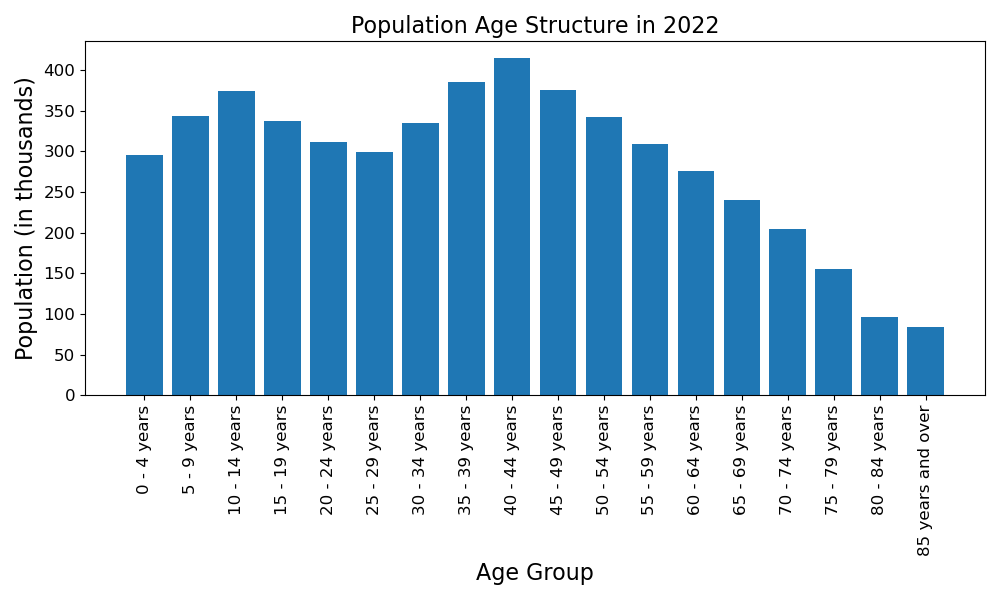 Population Age Structure in 2022
Population (in thousands)
400
350
300
250
200
150
100
50
0
0 - 4 years
5 - 9 years
10 - 14 years
15 - 19 years
20 - 24 years
25 - 29 years
30 - 34 years
35 - 39 years
40 - 44 years
45 - 49 years
50 - 54 years
55 - 59 years
60 - 64 years
65 - 69 years
70 - 74 years
75 - 79 years
80 - 84 years
85 years and over
Age Group